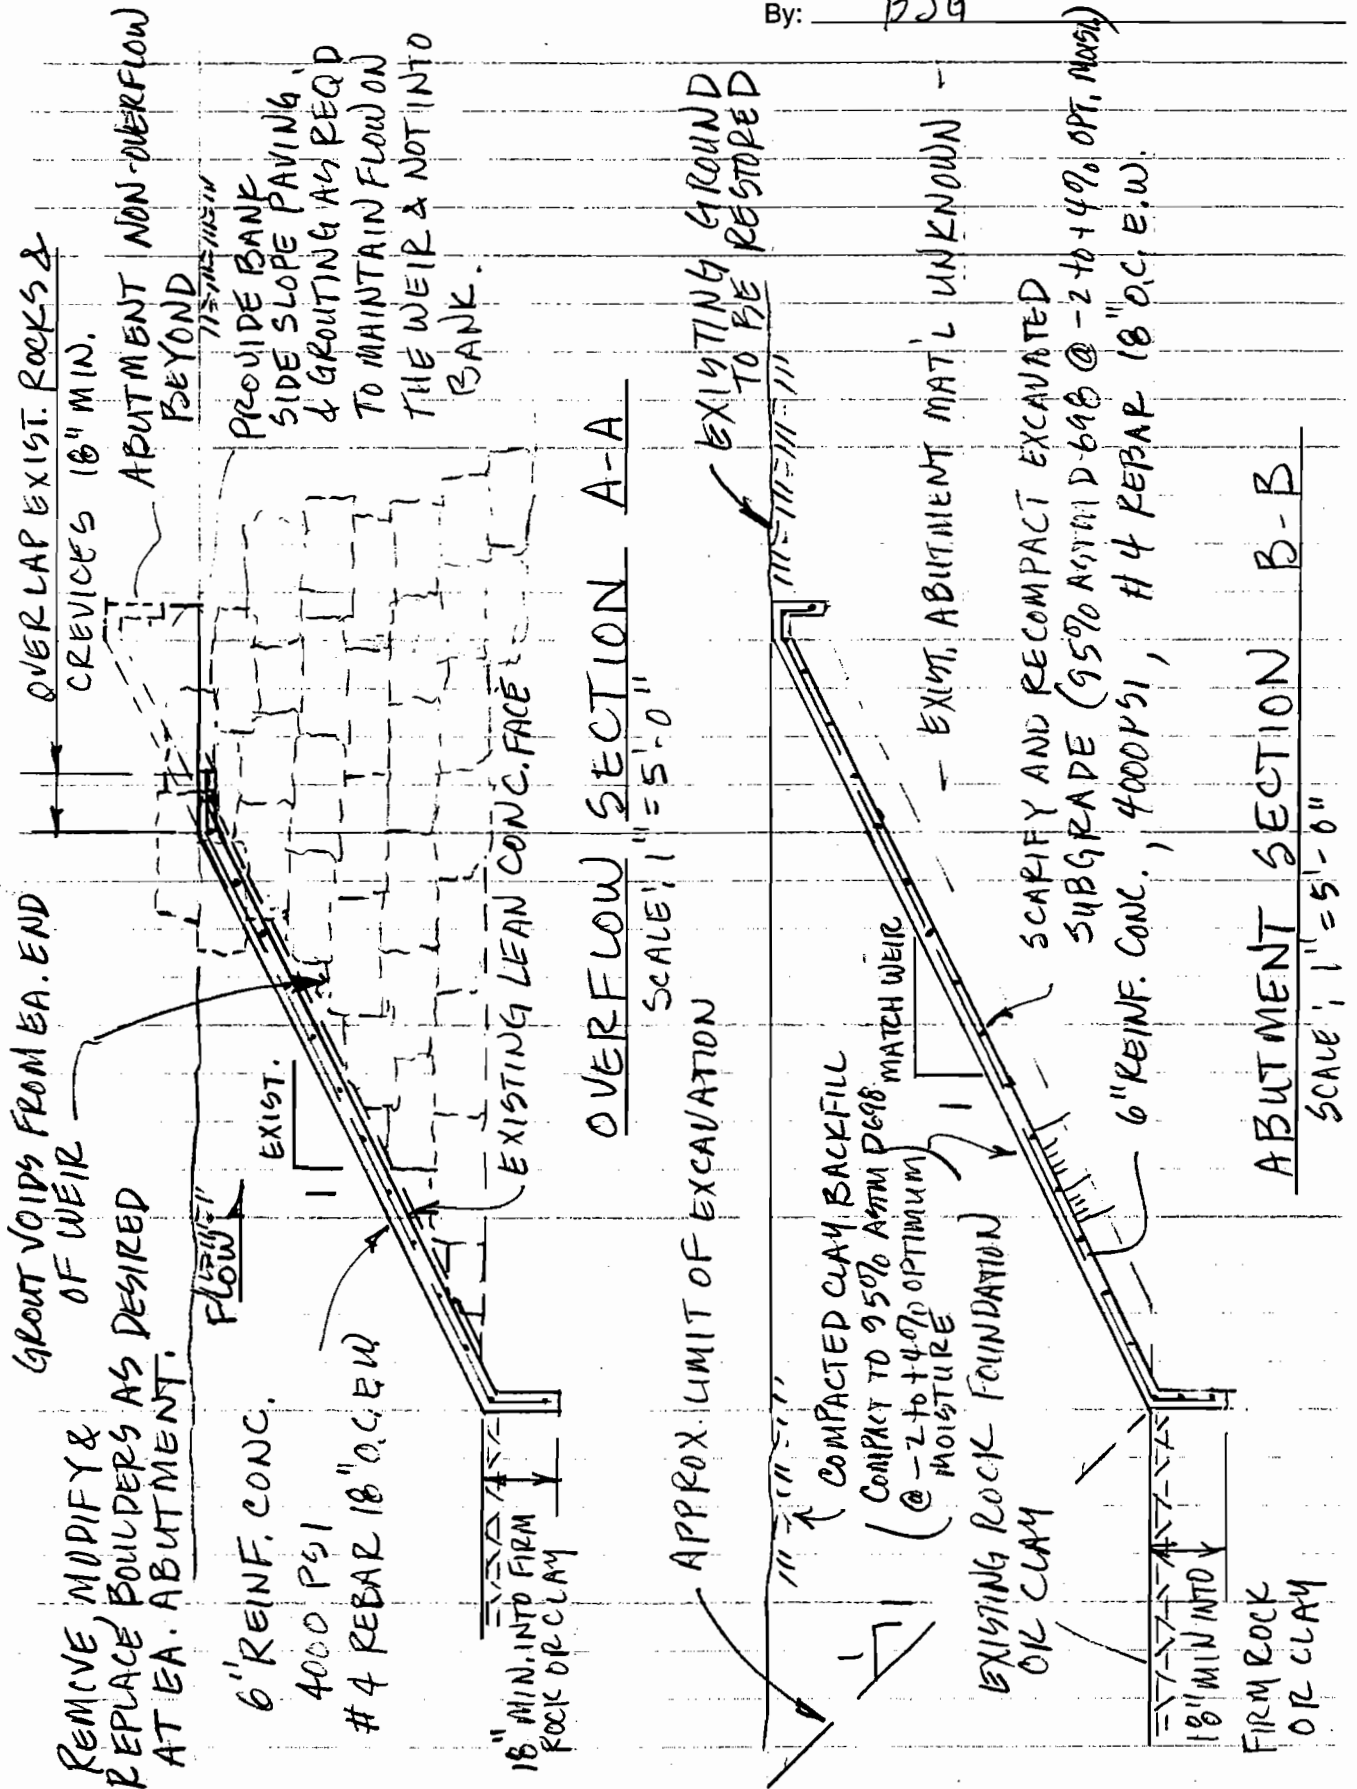 By: BJG
OVERLAP EXIST. ROCKS &
CREVICES 18" MIN.
GROUT VOIDS FROM EA. END
OF WEIR
REMOVE, MODIFY &
REPLACE BOULDERS AS DESIRED
AT EA. ABUTMENT.
ABUTMENT NON-OVERFLOW
BEYOND
PROVIDE BANK
SIDE SLOPE PAVING,
& GROUTING AS REQD
TO MAINTAIN FLOW ON
THE WEIR & NOT INTO
BANK.
FLOW
EXIST.
1
6" REINF. CONC.
4000 PSI
#4 REBAR 18" O.C. E.W.
18" MIN. INTO FIRM
ROCK OR CLAY
EXISTING LEAN CONC. FACE
OVERFLOW SECTION A-A
SCALE: 1" = 5'-0"
APPROX. LIMIT OF EXCAVATION
EXISTING GROUND
TO BE RESTORED
COMPACTED CLAY BACKFILL
COMPACT TO 95% ASTM D698
(@ -2 to +4% OPTIMUM
MOISTURE
MATCH WEIR
1
1
1
EXISTING ROCK FOUNDATION
OR CLAY
- EXIST. ABUTMENT MAT'L UNKNOWN -
SCARIFY AND RECOMPACT EXCAVATED
SUBGRADE (95% ASTM D-698 @ -2 to +4% OPT. MOIST)
6" REINF. CONC., 4000 PSI, #4 REBAR 18" O.C. E.W.
18" MIN INTO
FIRM ROCK
OR CLAY
ABUTMENT SECTION B-B
SCALE: 1" = 5'-0"